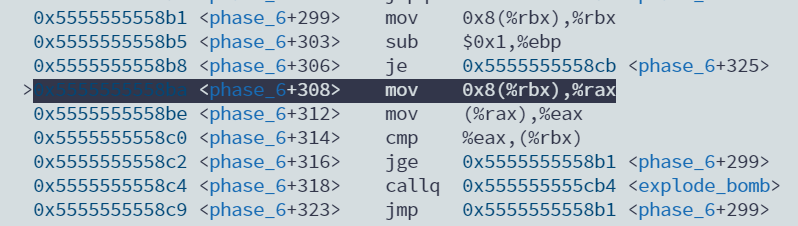 0x5555555558b1 <phase_6+299> mov 0x8(%rbx),%rbx
0x5555555558b5 <phase_6+303> sub $0x1,%ebp
0x5555555558b8 <phase_6+306> je 0x5555555558cb <phase_6+325>
>0x5555555558ba <phase_6+308> mov 0x8(%rbx),%rax
0x5555555558be <phase_6+312> mov (%rax),%eax
0x5555555558c0 <phase_6+314> cmp %eax,(%rbx)
0x5555555558c2 <phase_6+316> jge 0x5555555558b1 <phase_6+299>
0x5555555558c4 <phase_6+318> callq 0x555555555cb4 <explode_bomb>
0x5555555558c9 <phase_6+323> jmp 0x5555555558b1 <phase_6+299>